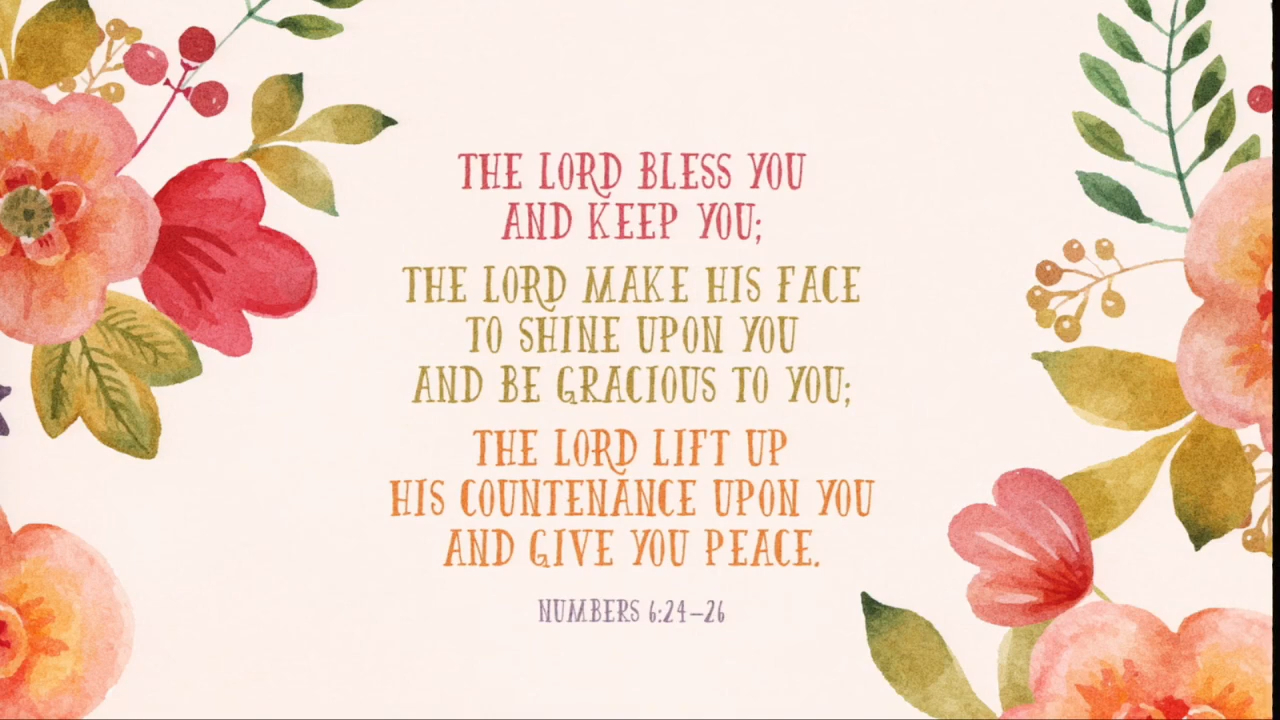 THE LORD BLESS YOU
AND KEEP YOU;
THE LORD MAKE HIS FACE
TO SHINE UPON YOU
AND BE GRACIOUS TO YOU;
THE LORD LIFT UP
HIS COUNTENANCE UPON YOU
AND GIVE YOU PEACE.
NUMBERS 6:24–26